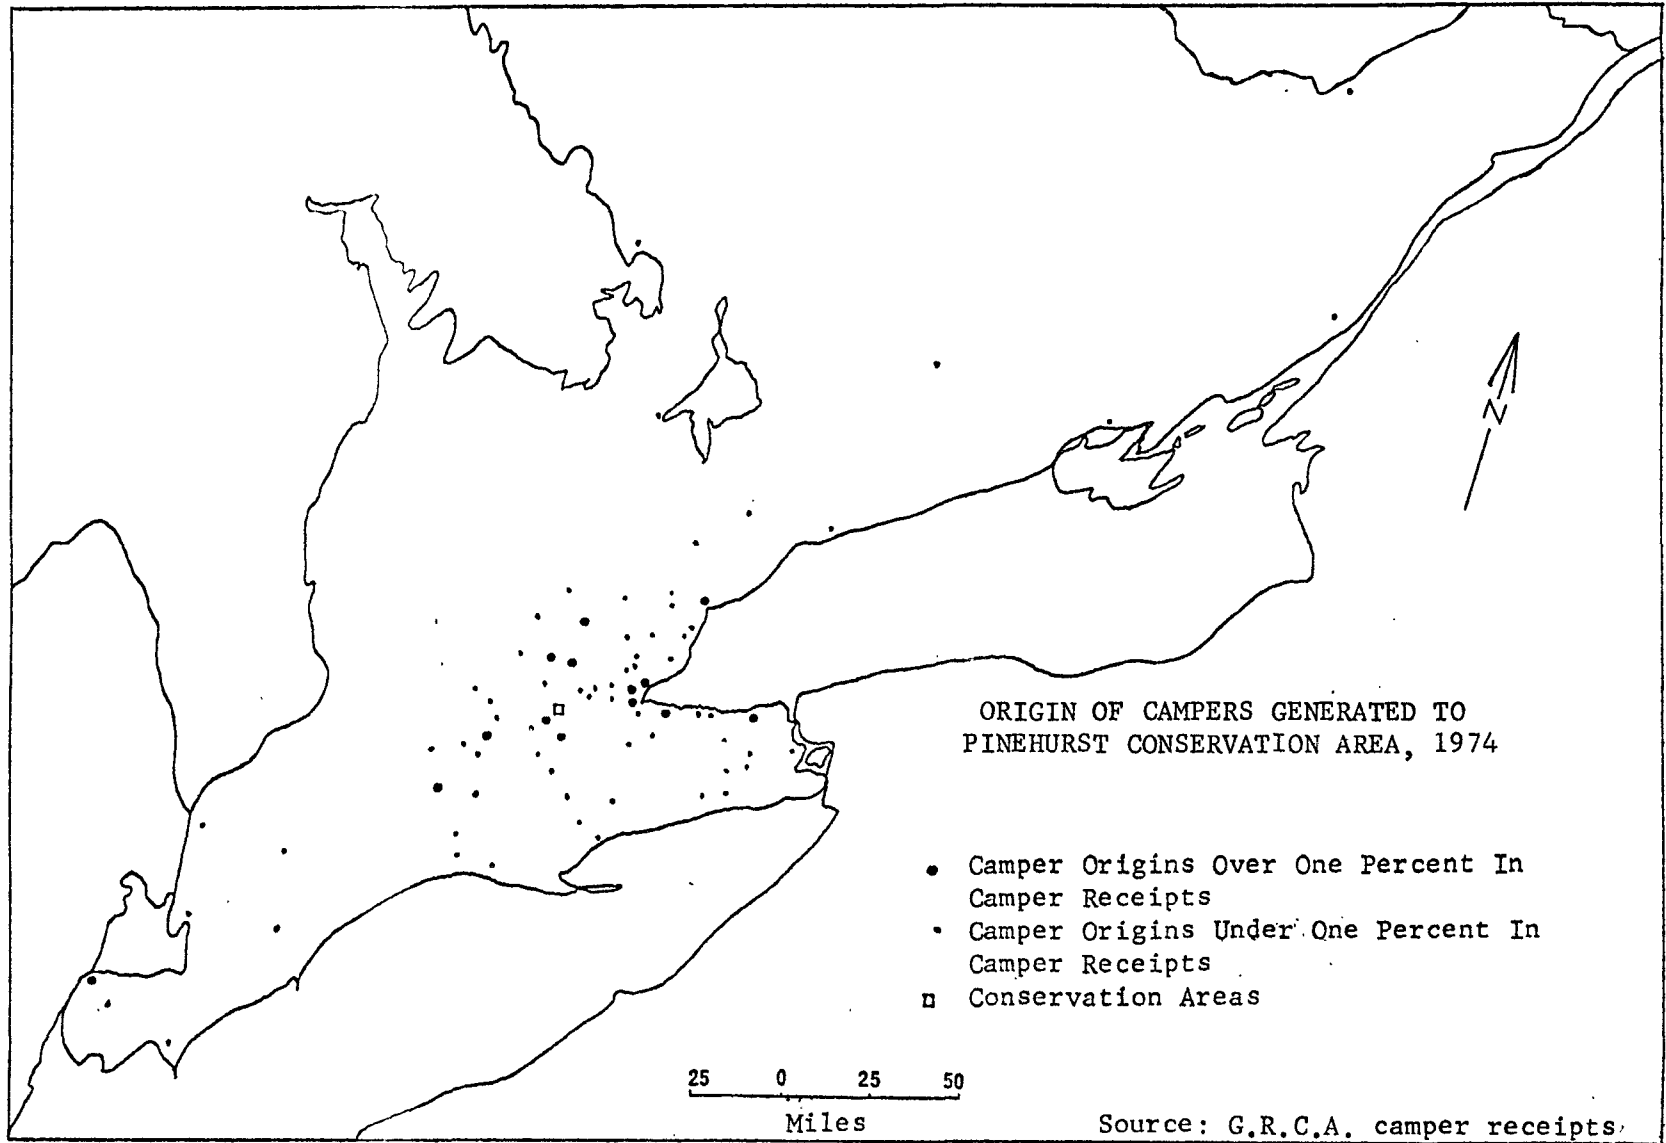 N
ORIGIN OF CAMPERS GENERATED TO
PINEHURST CONSERVATION AREA, 1974
Camper Origins Over One Percent In
Camper Receipts
Camper Origins Under One Percent In
Camper Receipts
Conservation Areas
25 0 25 50
Miles
Source: G.R.C.A. camper receipts